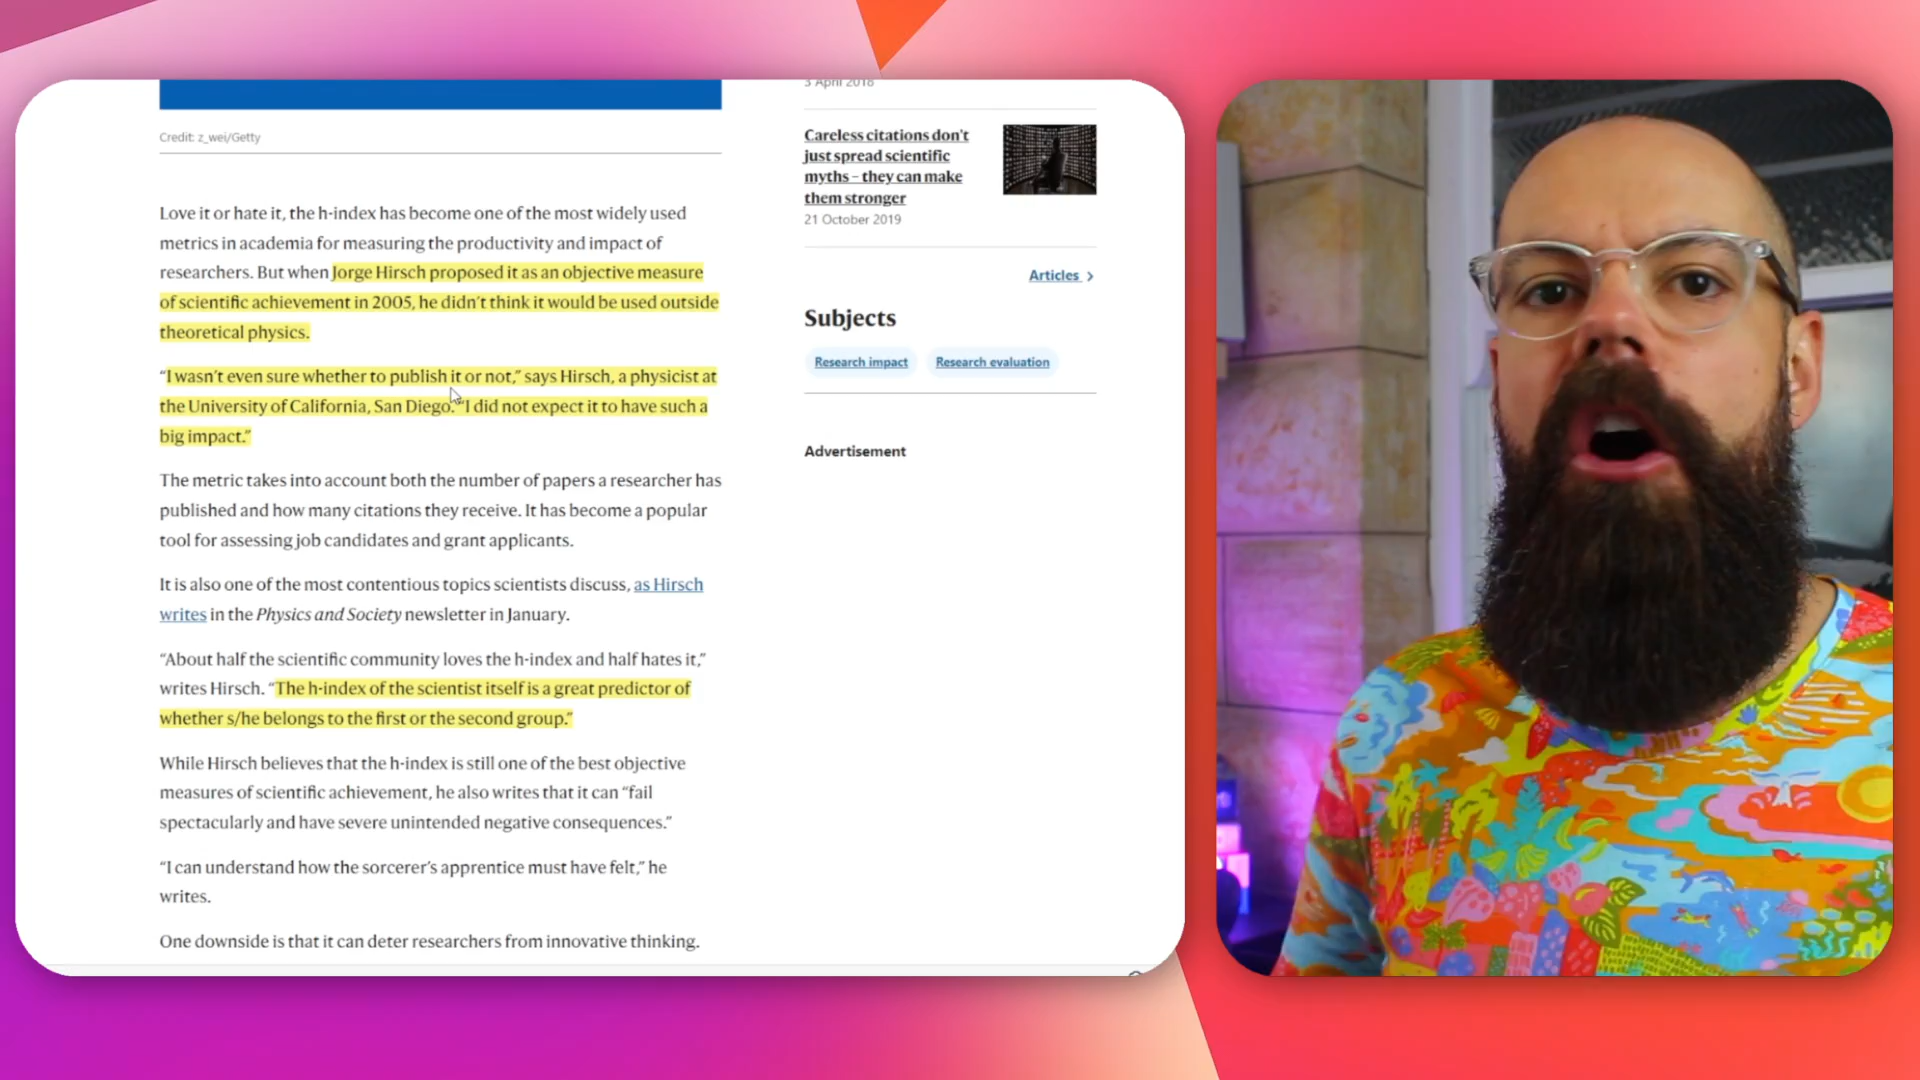 Credit: z_wei/Getty
Love it or hate it, the h-index has become one of the most widely used
metrics in academia for measuring the productivity and impact of
researchers. But when Jorge Hirsch proposed it as an objective measure
of scientific achievement in 2005, he didn't think it would be used outside
theoretical physics.
“I wasn't even sure whether to publish it or not,” says Hirsch, a physicist at
the University of California, San Diego. “I did not expect it to have such a
big impact.”
The metric takes into account both the number of papers a researcher has
published and how many citations they receive. It has become a popular
tool for assessing job candidates and grant applicants.
It is also one of the most contentious topics scientists discuss, as Hirsch
writes in the Physics and Society newsletter in January.
“About half the scientific community loves the h-index and half hates it,”
writes Hirsch. “The h-index of the scientist itself is a great predictor of
whether s/he belongs to the first or the second group.”
While Hirsch believes that the h-index is still one of the best objective
measures of scientific achievement, he also writes that it can “fail
spectacularly and have severe unintended negative consequences.”
“I can understand how the sorcerer's apprentice must have felt,” he
writes.
One downside is that it can deter researchers from innovative thinking.
3 April 2018
Careless citations don't
just spread scientific
myths – they can make
them stronger
21 October 2019
Articles >
Subjects
Research impact
Research evaluation
Advertisement